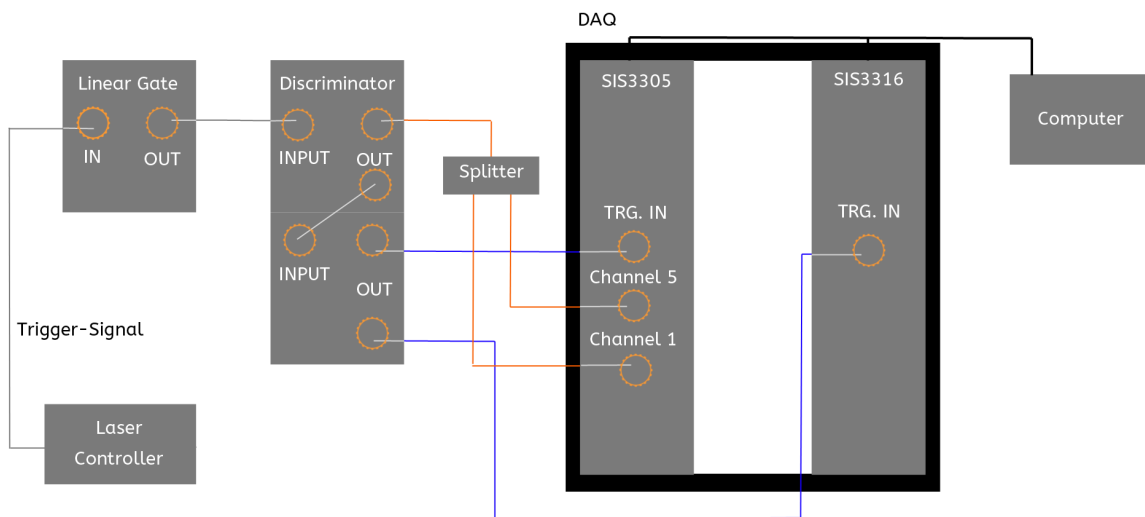 DAQ
Linear Gate
IN
OUT
Discriminator
INPUT
OUT
INPUT
OUT
Splitter
SIS3305
TRG. IN
Channel 5
Channel 1
SIS3316
TRG. IN
Computer
Trigger-Signal
Laser
Controller